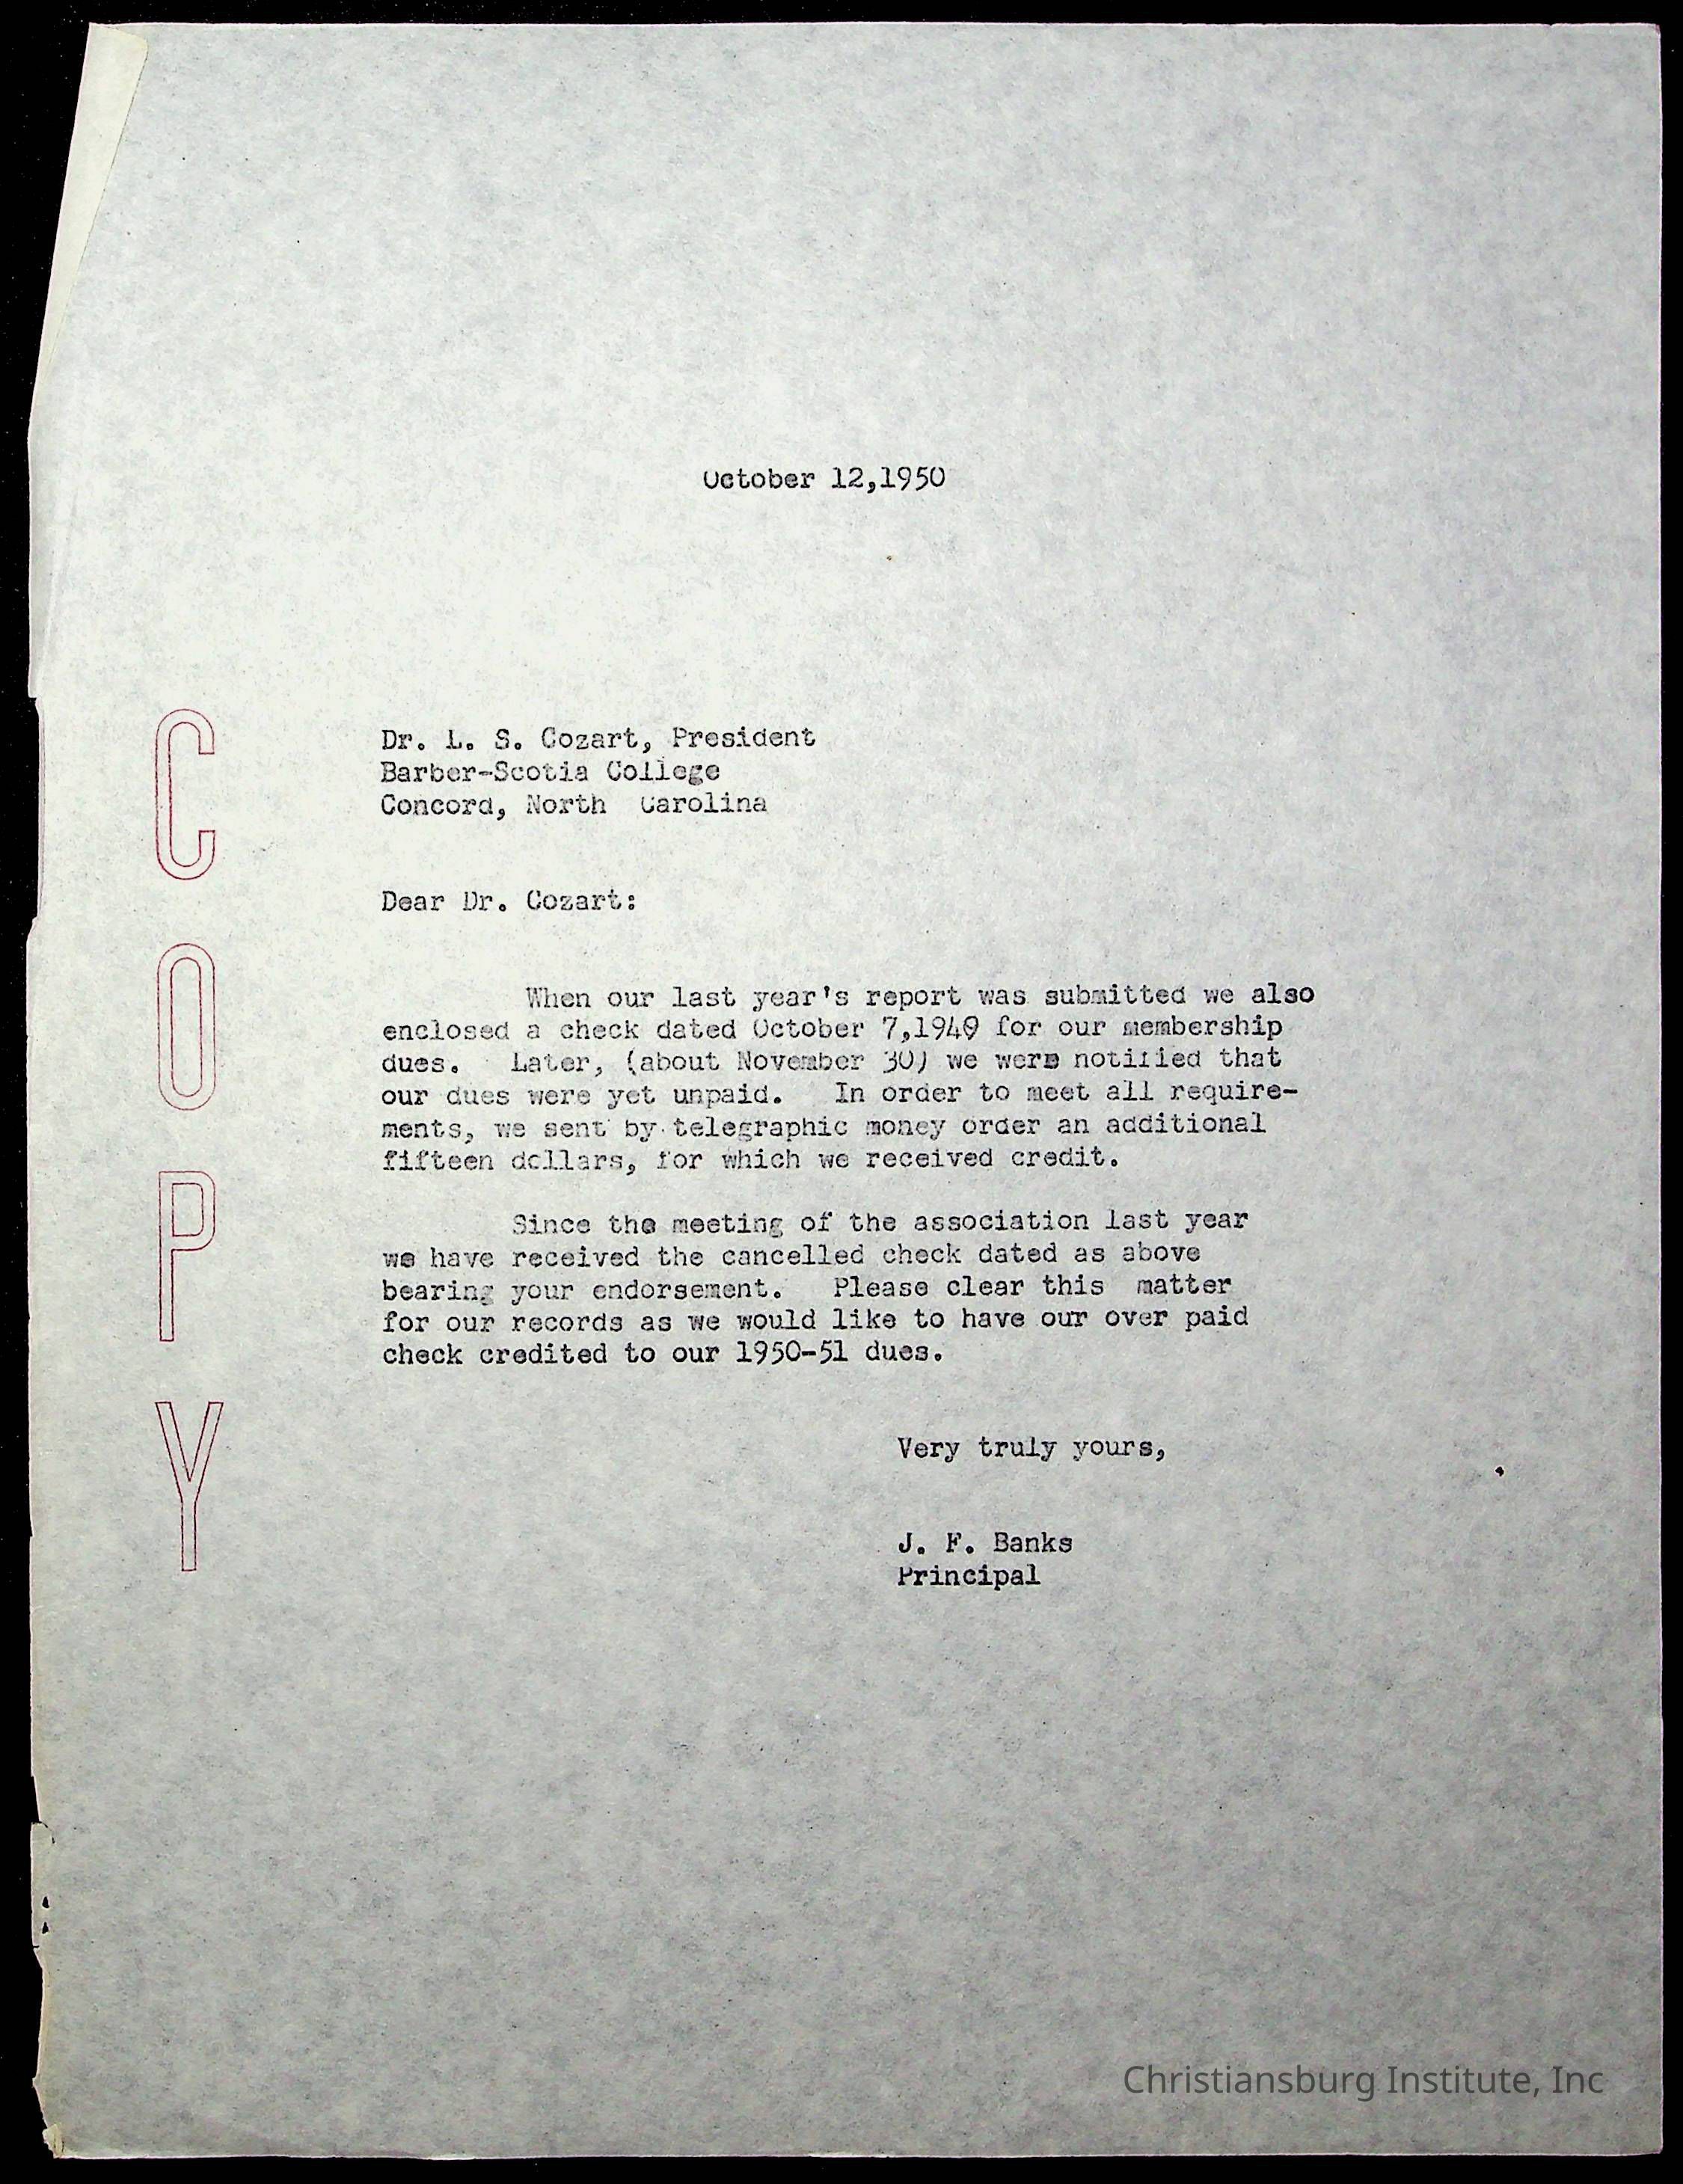 October 12,1950
Dr. L. S. Cozart, President
Barber-Scotia College
Concord, North  Carolina
Dear Dr. Cozart:
When our last year's report was submitted we also
enclosed a check dated October 7,1949 for our membership
dues.   Later, (about November 30) we were notified that
our dues were yet unpaid.   In order to meet all require-
ments, we sent by telegraphic money order an additional
fifteen dollars, for which we received credit.
Since the meeting of the association last year
we have received the cancelled check dated as above
bearing your endorsement.   Please clear this  matter
for our records as we would like to have our over paid
check credited to our 1950-51 dues.
Very truly yours,
J. F. Banks
Principal
COPY
Christiansburg Institute, Inc